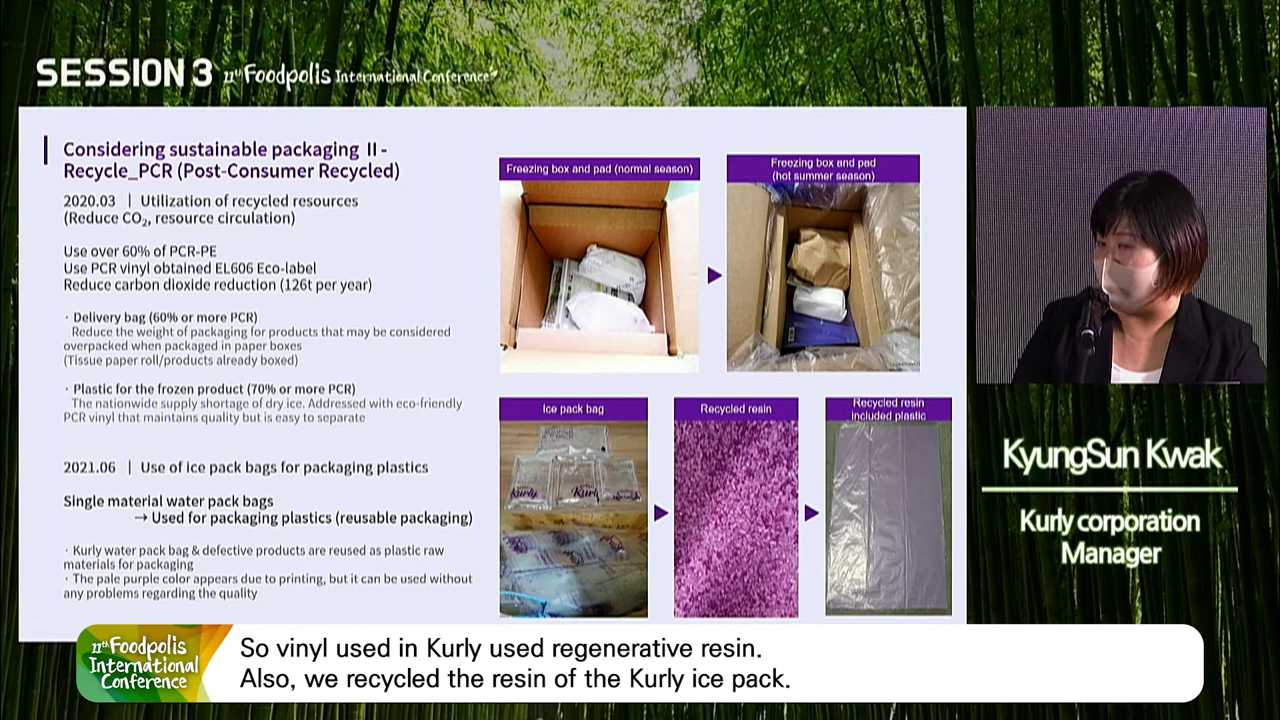 SESSION 3 11th Foodpolis International Conference
Considering sustainable packaging II -
Recycle_PCR (Post-Consumer Recycled)
2020.03 | Utilization of recycled resources
(Reduce CO₂, resource circulation)
Use over 60% of PCR-PE
Use PCR vinyl obtained EL606 Eco-label
Reduce carbon dioxide reduction (126t per year)
· Delivery bag (60% or more PCR)
Reduce the weight of packaging for products that may be considered
overpacked when packaged in paper boxes
(Tissue paper roll/products already boxed)
· Plastic for the frozen product (70% or more PCR)
The nationwide supply shortage of dry ice. Addressed with eco-friendly
PCR vinyl that maintains quality but is easy to separate
2021.06 | Use of ice pack bags for packaging plastics
Single material water pack bags
→ Used for packaging plastics (reusable packaging)
· Kurly water pack bag & defective products are reused as plastic raw
materials for packaging
· The pale purple color appears due to printing, but it can be used without
any problems regarding the quality
Freezing box and pad (normal season)
Freezing box and pad
(hot summer season)
Ice pack bag
Kurly
Kurly
Recycled resin
Recycled resin
included plastic
KyungSun Kwak
Kurly corporation
Manager
11th Foodpolis
International
Conference
So vinyl used in Kurly used regenerative resin.
Also, we recycled the resin of the Kurly ice pack.